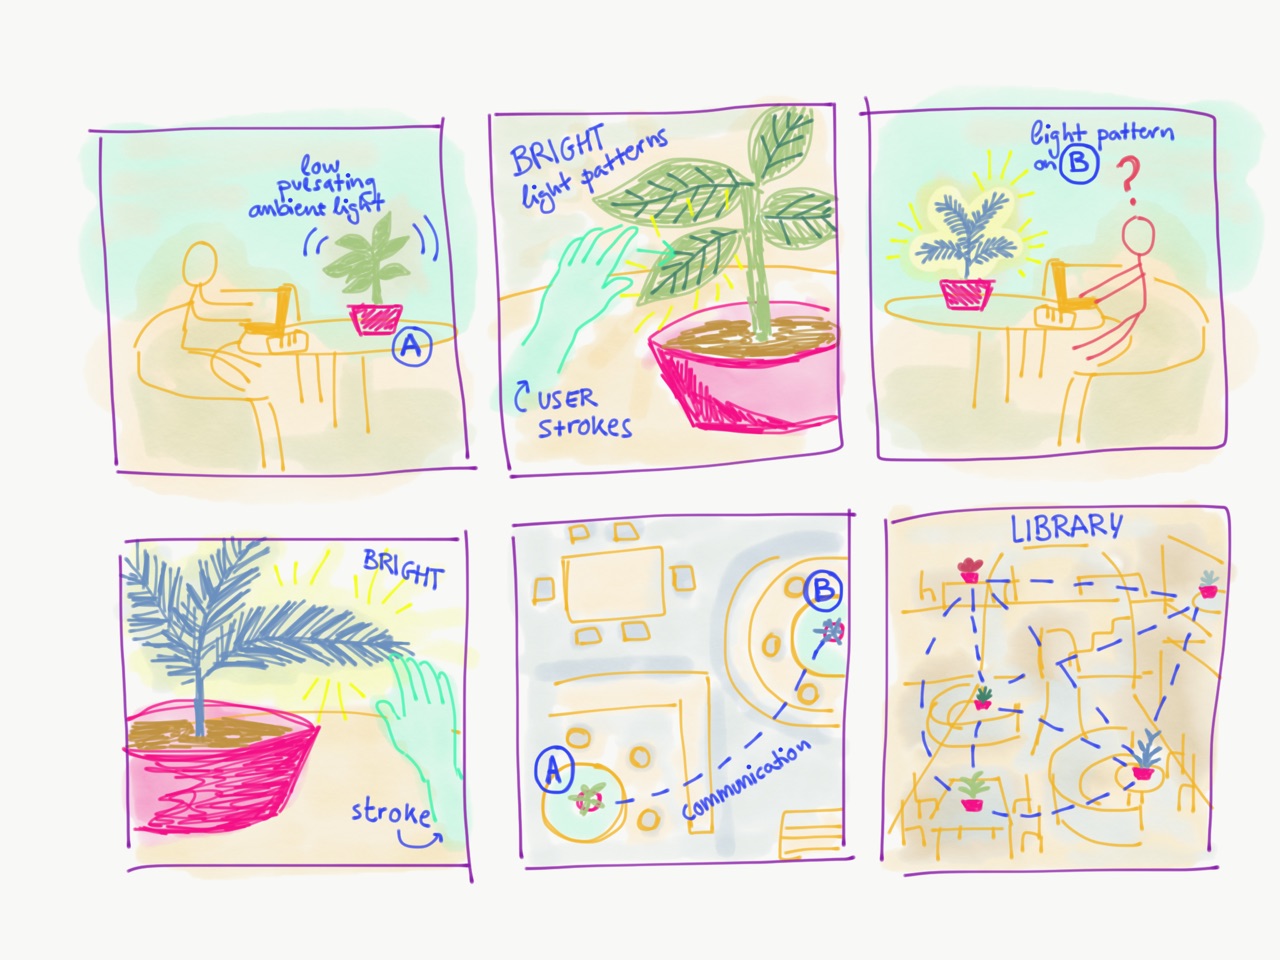 low
pulsating
ambient light
A
BRIGHT
light patterns
USER
strokes
light pattern
on B
?
BRIGHT
stroke
B
A
communication
LIBRARY